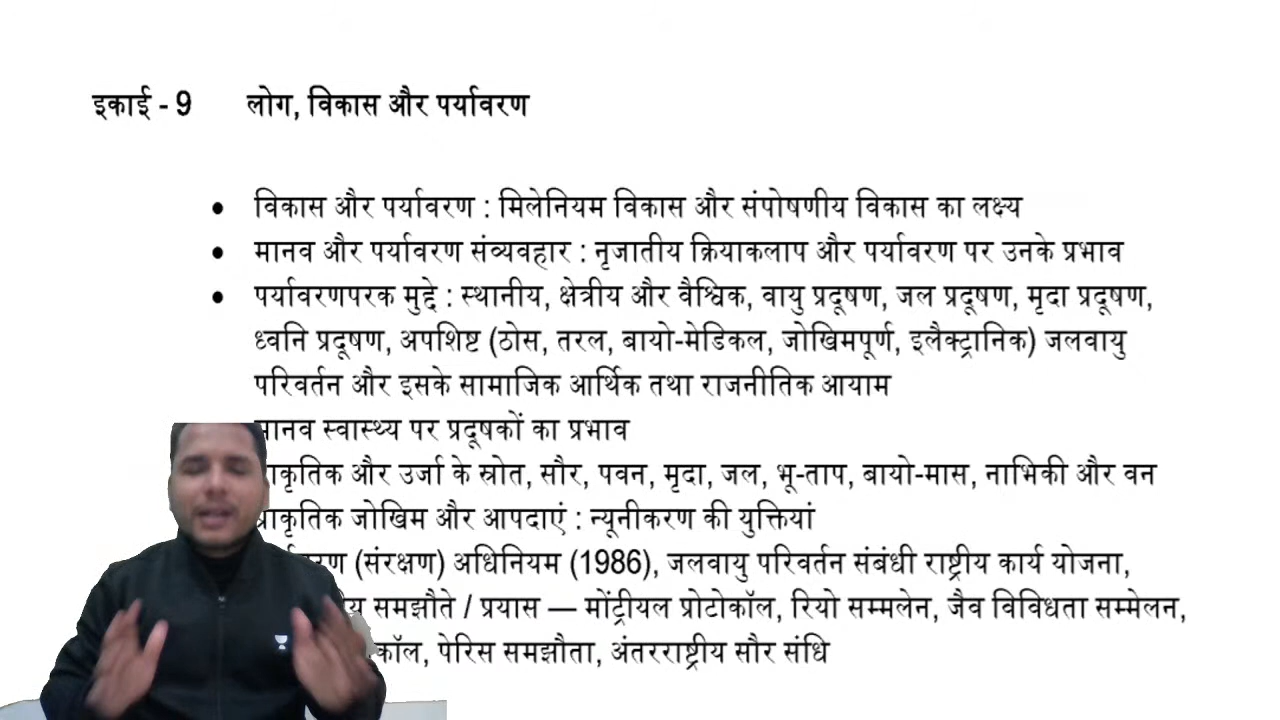 इकाई - 9 लोग, विकास और पर्यावरण
• विकास और पर्यावरण : मिलेनियम विकास और संपोषणीय विकास का लक्ष्य
• मानव और पर्यावरण संव्यवहार : नृजातीय क्रियाकलाप और पर्यावरण पर उनके प्रभाव
• पर्यावरणपरक मुद्दे : स्थानीय, क्षेत्रीय और वैश्विक, वायु प्रदूषण, जल प्रदूषण, मृदा प्रदूषण,
ध्वनि प्रदूषण, अपशिष्ट (ठोस, तरल, बायो-मेडिकल, जोखिमपूर्ण, इलैक्ट्रानिक) जलवायु
परिवर्तन और इसके सामाजिक आर्थिक तथा राजनीतिक आयाम
मानव स्वास्थ्य पर प्रदूषकों का प्रभाव
और उर्जा के स्रोत, सौर, पवन, मृदा, जल, भू-ताप, बायो-मास, नाभिकी और वन
प्राकृतिक जोखिम और आपदाएं : न्यूनीकरण की युक्तियां
(संरक्षण) अधिनियम (1986), जलवायु परिवर्तन संबंधी राष्ट्रीय कार्य योजना,
समझौते / प्रयास — मोंट्रीयल प्रोटोकॉल, रियो सम्मलेन, जैव विविधता सम्मेलन,
पेरिस समझौता, अंतरराष्ट्रीय सौर संधि